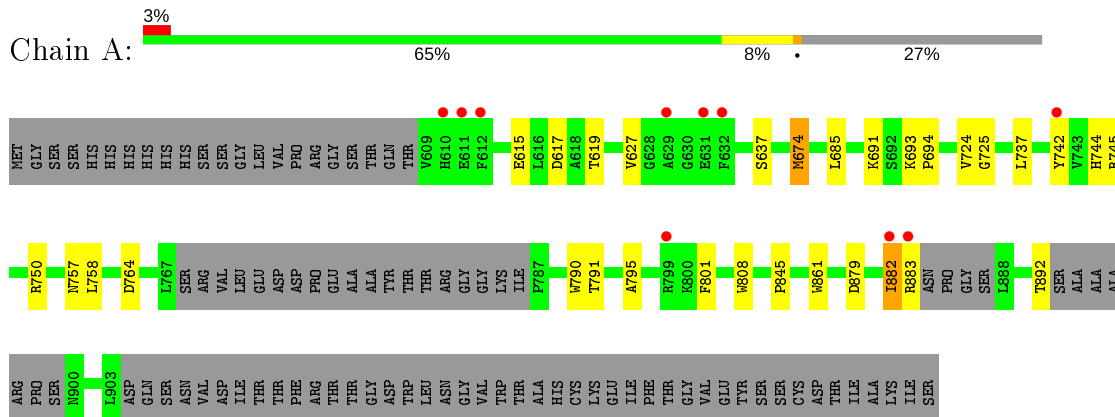 3%
Chain A:
65% 8% • 27%
MET GLY SER SER HIS HIS HIS HIS HIS HIS SER SER GLY LEU VAL PRO ARG GLY SER THR GLN THR V609 H610 E611 F612 E615 L616 D617 A618 T619 V627 G628 A629 G630 E631 F632 S637 M674 L685 K691 S692 K693 P694 V724 G725 L737 Y742 V743 H744 R745
R750 N757 L758 D764 L767 SER ARG VAL LEU GLU ASP ASP PRO GLU ALA ALA TYR THR THR ARG GLY GLY LYS ILE P787 W790 T791 A795 R799 K800 F801 W808 P845 W861 D879 I882 R883 ASN PRO GLY SER L888 T892 SER ALA ALA ALA
ARG PRO SER N900 L903 ASP GLN SER ASN VAL ASP ILE THR THR PHE ARG THR THR GLY ASP TRP LEU ASN GLY VAL TRP THR ALA HIS CYS LYS GLU ILE PHE THR GLY VAL GLU TYR SER SER CYS ASP THR ILE ALA LYS ILE SER